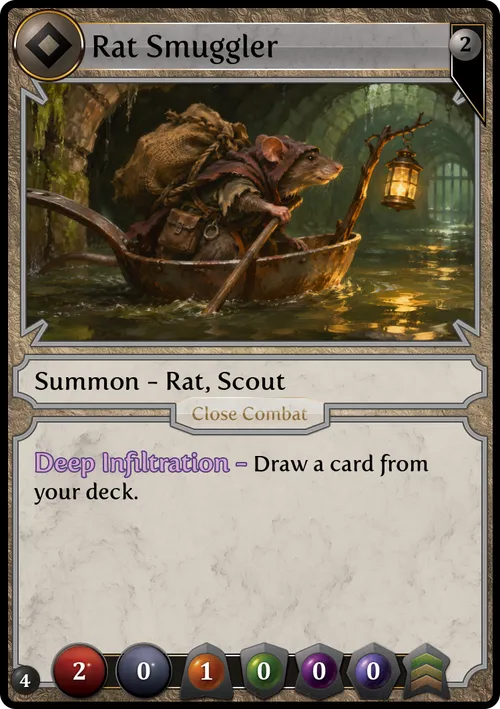 Rat Smuggler
2
Summon – Rat, Scout
Close Combat
Deep Infiltration – Draw a card from
your deck.
4
2*
0*
1
0
0
0